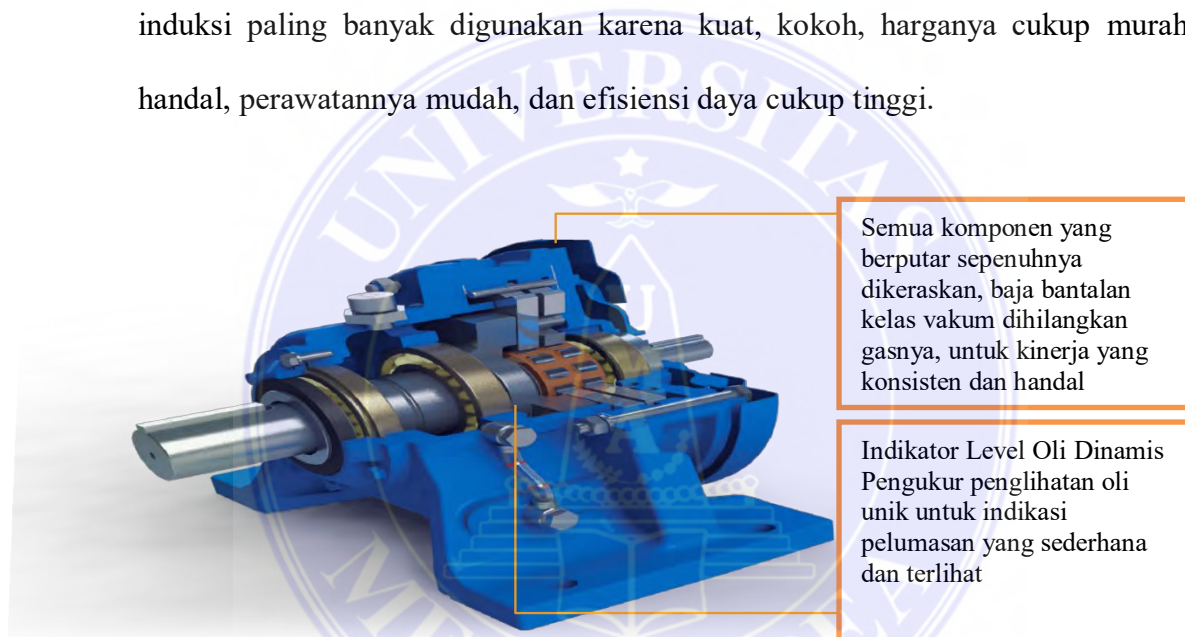 induksi paling banyak digunakan karena kuat, kokoh, harganya cukup murah
handal, perawatannya mudah, dan efisiensi daya cukup tinggi.
UNIVERSITAS
Semua komponen yang
berputar sepenuhnya
dikeraskan, baja bantalan
kelas vakum dihilangkan
gasnya, untuk kinerja yang
konsisten dan handal
Indikator Level Oli Dinamis
Pengukur penglihatan oli
unik untuk indikasi
pelumasan yang sederhana
dan terlihat